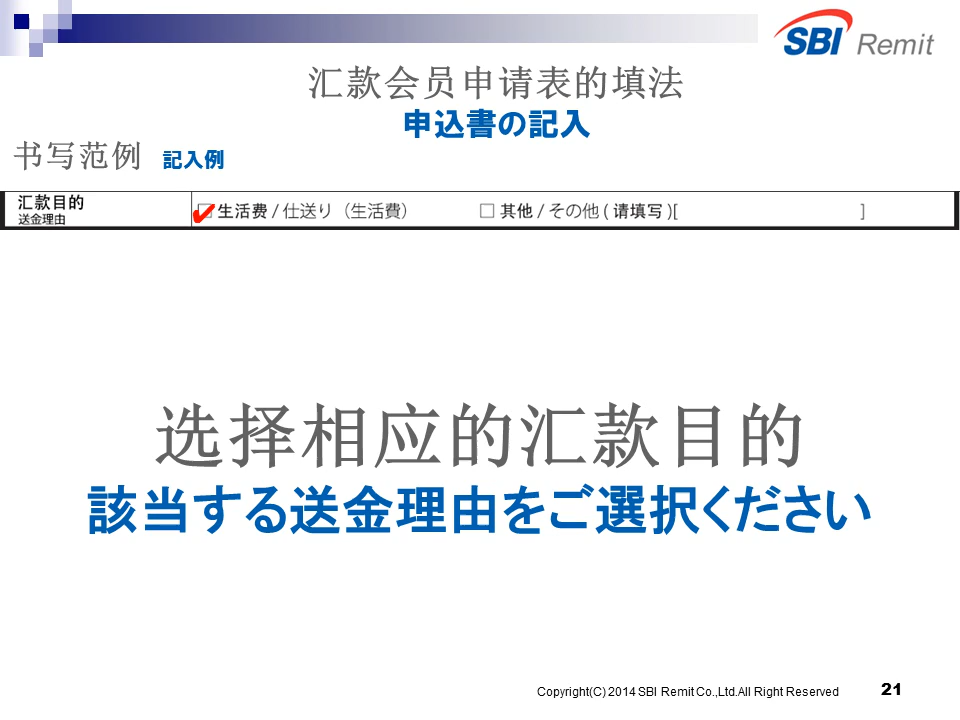 SBI Remit
汇款会员申请表的填法
申込書の記入
书写范例 記入例
汇款目的 ✔□生活费 / 仕送り（生活費） □ 其他 / その他 ( 请填写 )[ ]
送金理由
选择相应的汇款目的
該当する送金理由をご選択ください
Copyright(C) 2014 SBI Remit Co.,Ltd.All Right Reserved 21